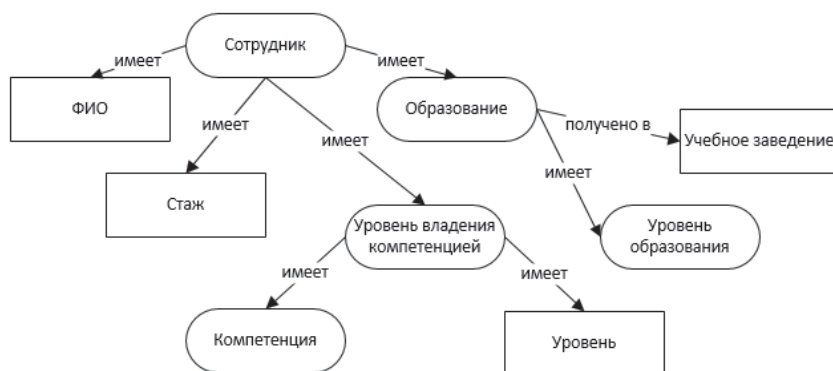 Сотрудник
имеет
имеет
ФИО
Образование
имеет
получено в
Учебное заведение
имеет
имеет
Стаж
Уровень владения
компетенцией
Уровень
образования
имеет
имеет
Компетенция
Уровень